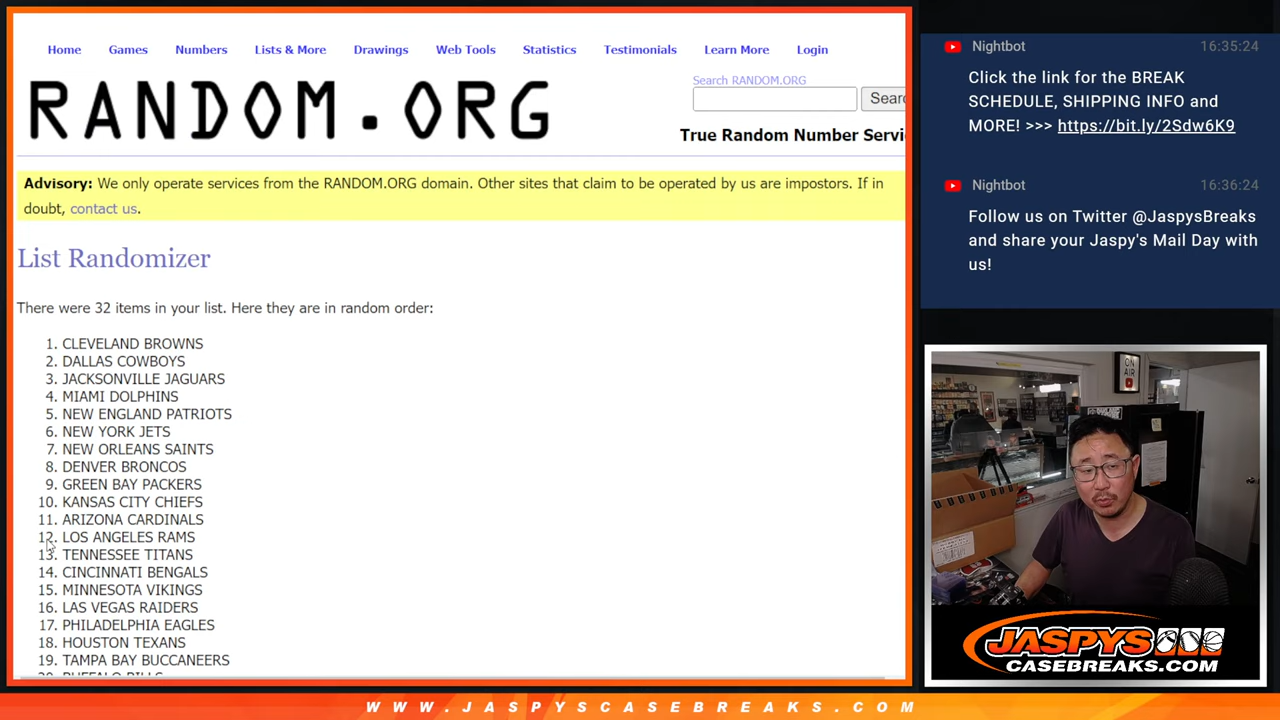 Home Games Numbers Lists & More Drawings Web Tools Statistics Testimonials Learn More Login
RANDOM.ORG
Search RANDOM.ORG
Sear
True Random Number Servi
Advisory: We only operate services from the RANDOM.ORG domain. Other sites that claim to be operated by us are impostors. If in
doubt, contact us.
List Randomizer
There were 32 items in your list. Here they are in random order:
1. CLEVELAND BROWNS
2. DALLAS COWBOYS
3. JACKSONVILLE JAGUARS
4. MIAMI DOLPHINS
5. NEW ENGLAND PATRIOTS
6. NEW YORK JETS
7. NEW ORLEANS SAINTS
8. DENVER BRONCOS
9. GREEN BAY PACKERS
10. KANSAS CITY CHIEFS
11. ARIZONA CARDINALS
12. LOS ANGELES RAMS
13. TENNESSEE TITANS
14. CINCINNATI BENGALS
15. MINNESOTA VIKINGS
16. LAS VEGAS RAIDERS
17. PHILADELPHIA EAGLES
18. HOUSTON TEXANS
19. TAMPA BAY BUCCANEERS
20. BUFFALO BILLS
Nightbot 16:35:24
Click the link for the BREAK
SCHEDULE, SHIPPING INFO and
MORE! >>> https://bit.ly/2Sdw6K9
Nightbot 16:36:24
Follow us on Twitter @JaspysBreaks
and share your Jaspy's Mail Day with
us!
ON
AIR
JASPYS
CASEBREAKS.COM
WWW.JASPYSCASEBREAKS.COM